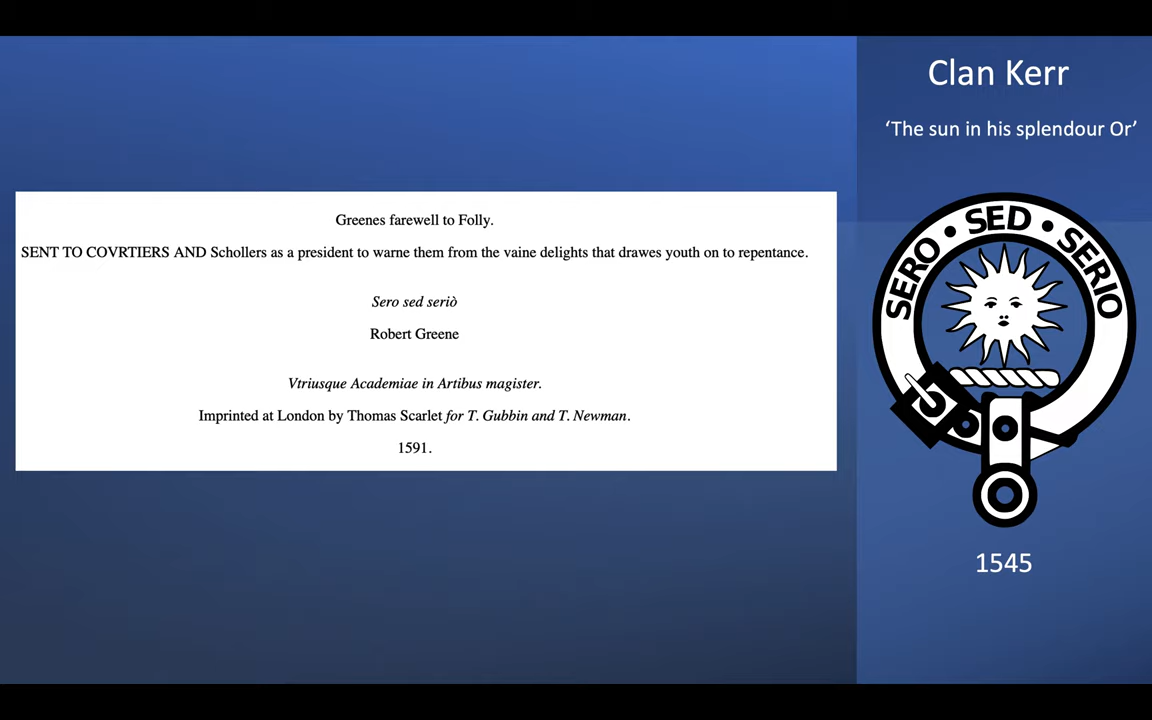 Greenes farewell to Folly.
SENT TO COVRTIERS AND Schollers as a president to warne them from the vaine delights that drawes youth on to repentance.
Sero sed seriò
Robert Greene
Vtriusque Academiae in Artibus magister.
Imprinted at London by Thomas Scarlet for T. Gubbin and T. Newman.
1591.
Clan Kerr
‘The sun in his splendour Or’
SERO • SED • SERIO
1545